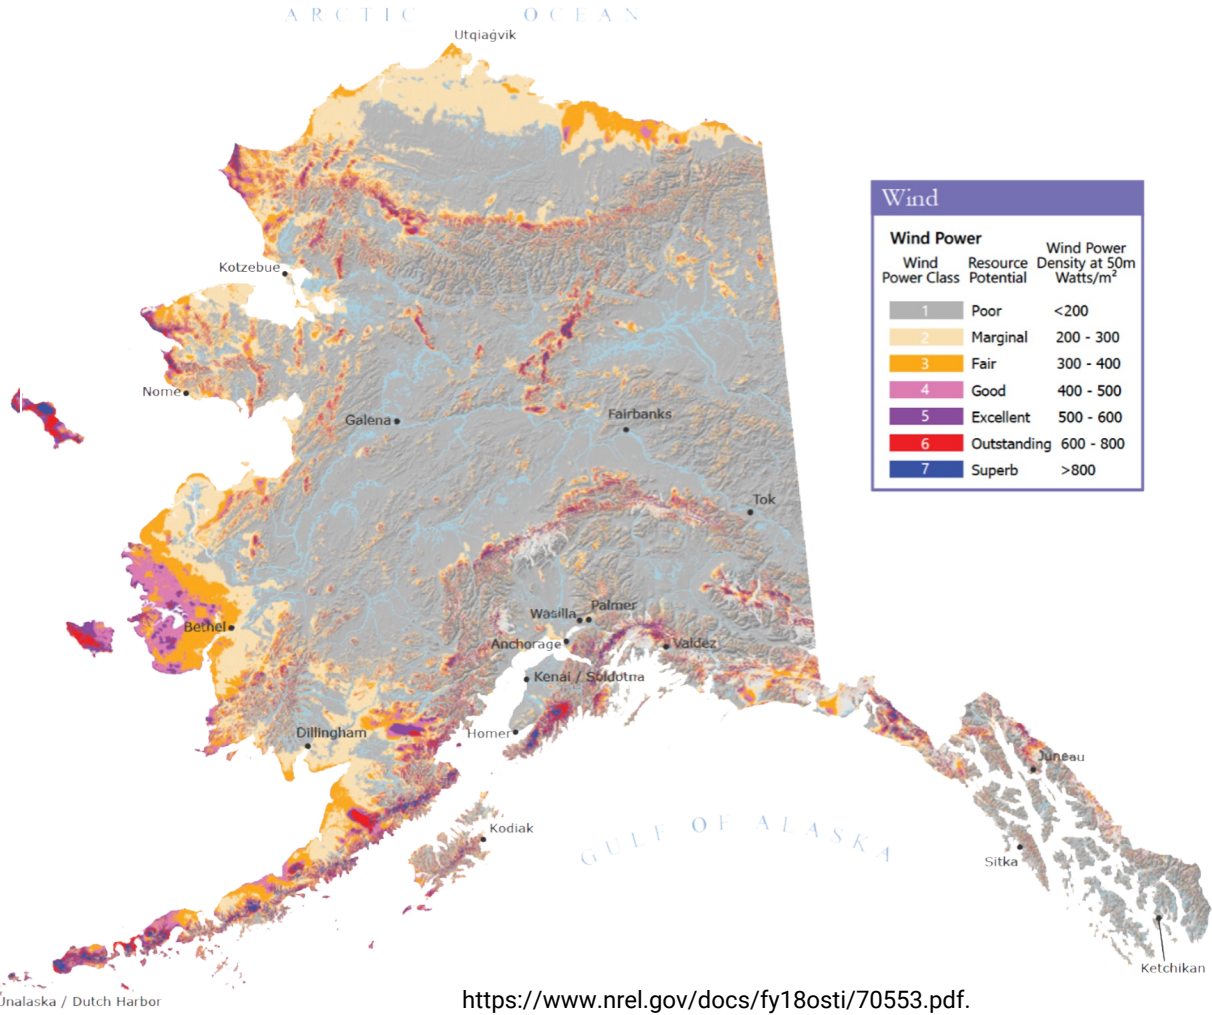 ARCTIC OCEAN
Utqiaġvik
Wind
Wind Power
Wind
Power Class
Resource
Potential
Wind Power
Density at 50m
Watts/m²
1 Poor <200
2 Marginal 200 - 300
3 Fair 300 - 400
4 Good 400 - 500
5 Excellent 500 - 600
6 Outstanding 600 - 800
7 Superb >800
Kotzebue
Nome
Galena
Fairbanks
Tok
Wasilla
Palmer
Bethel
Anchorage
Valdez
Kenai / Soldotna
Dillingham
Homer
Juneau
Kodiak
GULF OF ALASKA
Sitka
Ketchikan
Unalaska / Dutch Harbor
https://www.nrel.gov/docs/fy18osti/70553.pdf.